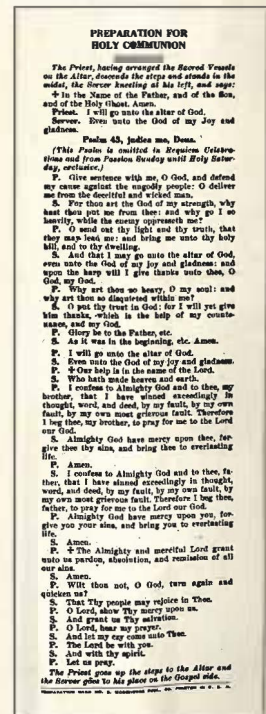 PREPARATION FOR
HOLY COMMUNION
The Priest, having arranged the Sacred Vessels
on the Altar, descends the steps and stands in the
midst, the Server kneeling at his left, and says:
✠ In the Name of the Father, and of the Son,
and of the Holy Ghost. Amen.
Priest. I will go unto the altar of God.
Server. Even unto the God of my Joy and
gladness.
Psalm 43, Judica me, Deus.
(This Psalm is omitted in Requiem Celebra-
tions and from Passion Sunday until Holy Satur-
day, exclusive.)
P. Give sentence with me, O God, and defend
my cause against the ungodly people: O deliver
me from the deceitful and wicked man.
S. For thou art the God of my strength, why
hast thou put me from thee: and why go I so
heavily, while the enemy oppresseth me?
P. O send out thy light and thy truth, that
they may lead me: and bring me unto thy holy
hill, and to thy dwelling.
S. And that I may go unto the altar of God,
even unto the God of my joy and gladness: and
upon the harp will I give thanks unto thee, O
God, my God.
P. Why art thou so heavy, O my soul: and
why art thou so disquieted within me?
S. O put thy trust in God: for I will yet give
him thanks, which is the help of my counte-
nance, and my God.
P. Glory be to the Father, etc.
S. As it was in the beginning, etc. Amen.
P. I will go unto the altar of God.
S. Even unto the God of my joy and gladness.
P. ✠ Our help is in the name of the Lord.
S. Who hath made heaven and earth.
P. I confess to Almighty God and to thee, my
brother, that I have sinned exceedingly in
thought, word, and deed, by my fault, by my own
fault, by my own most grievous fault. Therefore
I beg thee, my brother, to pray for me to the Lord
our God.
S. Almighty God have mercy upon thee, for-
give thee thy sins, and bring thee to everlasting
life.
P. Amen.
S. I confess to Almighty God and to thee, fa-
ther, that I have sinned exceedingly in thought,
word, and deed, by my fault, by my own fault, by
my own most grievous fault. Therefore I beg thee,
father, to pray for me to the Lord our God.
P. Almighty God have mercy upon you, for-
give you your sins, and bring you to everlasting
life.
S. Amen.
P. ✠ The Almighty and merciful Lord grant
unto us pardon, absolution, and remission of all
our sins.
S. Amen.
P. Wilt thou not, O God, turn again and
quicken us?
S. That Thy people may rejoice in Thee.
P. O Lord, show Thy mercy upon us.
S. And grant us Thy salvation.
P. O Lord, hear my prayer.
S. And let my cry come unto Thee.
P. The Lord be with you.
S. And with thy spirit.
P. Let us pray.
The Priest goes up the steps to the Altar and
the Server goes to his place on the Gospel side.
PREPARATION CARD NO.